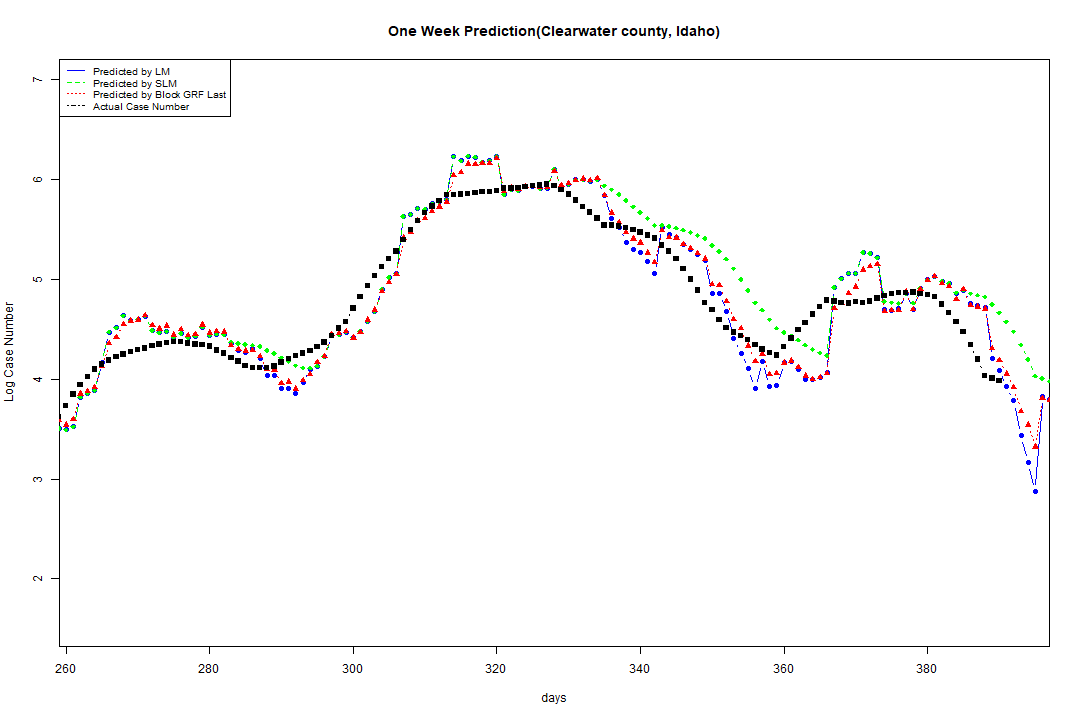 One Week Prediction(Clearwater county, Idaho)
Predicted by LM
Predicted by SLM
Predicted by Block GRF Last
Actual Case Number
7
6
5
4
3
2
Log Case Number
260 280 300 320 340 360 380
days